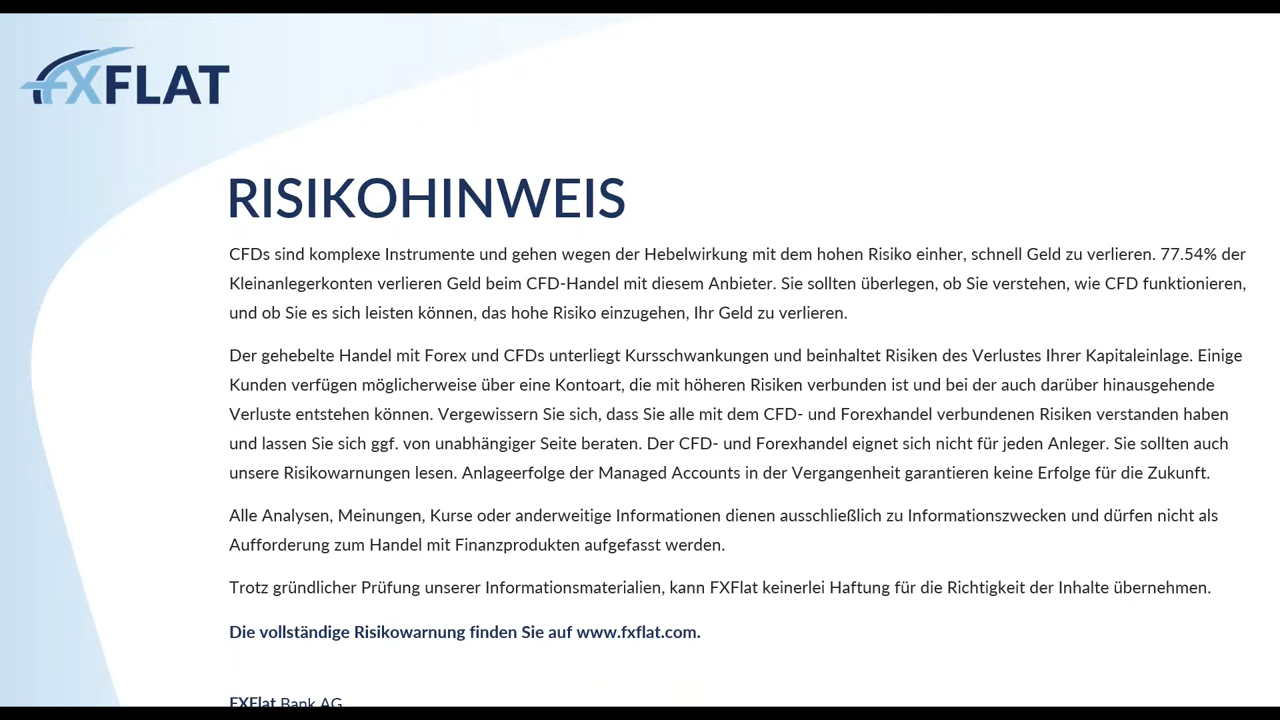 FXFLAT
RISIKOHINWEIS
CFDs sind komplexe Instrumente und gehen wegen der Hebelwirkung mit dem hohen Risiko einher, schnell Geld zu verlieren. 77.54% der
Kleinanlegerkonten verlieren Geld beim CFD-Handel mit diesem Anbieter. Sie sollten überlegen, ob Sie verstehen, wie CFD funktionieren,
und ob Sie es sich leisten können, das hohe Risiko einzugehen, Ihr Geld zu verlieren.
Der gehebelte Handel mit Forex und CFDs unterliegt Kursschwankungen und beinhaltet Risiken des Verlustes Ihrer Kapitaleinlage. Einige
Kunden verfügen möglicherweise über eine Kontoart, die mit höheren Risiken verbunden ist und bei der auch darüber hinausgehende
Verluste entstehen können. Vergewissern Sie sich, dass Sie alle mit dem CFD- und Forexhandel verbundenen Risiken verstanden haben
und lassen Sie sich ggf. von unabhängiger Seite beraten. Der CFD- und Forexhandel eignet sich nicht für jeden Anleger. Sie sollten auch
unsere Risikowarnungen lesen. Anlageerfolge der Managed Accounts in der Vergangenheit garantieren keine Erfolge für die Zukunft.
Alle Analysen, Meinungen, Kurse oder anderweitige Informationen dienen ausschließlich zu Informationszwecken und dürfen nicht als
Aufforderung zum Handel mit Finanzprodukten aufgefasst werden.
Trotz gründlicher Prüfung unserer Informationsmaterialien, kann FXFlat keinerlei Haftung für die Richtigkeit der Inhalte übernehmen.
Die vollständige Risikowarnung finden Sie auf www.fxflat.com.
FXFlat Bank AG